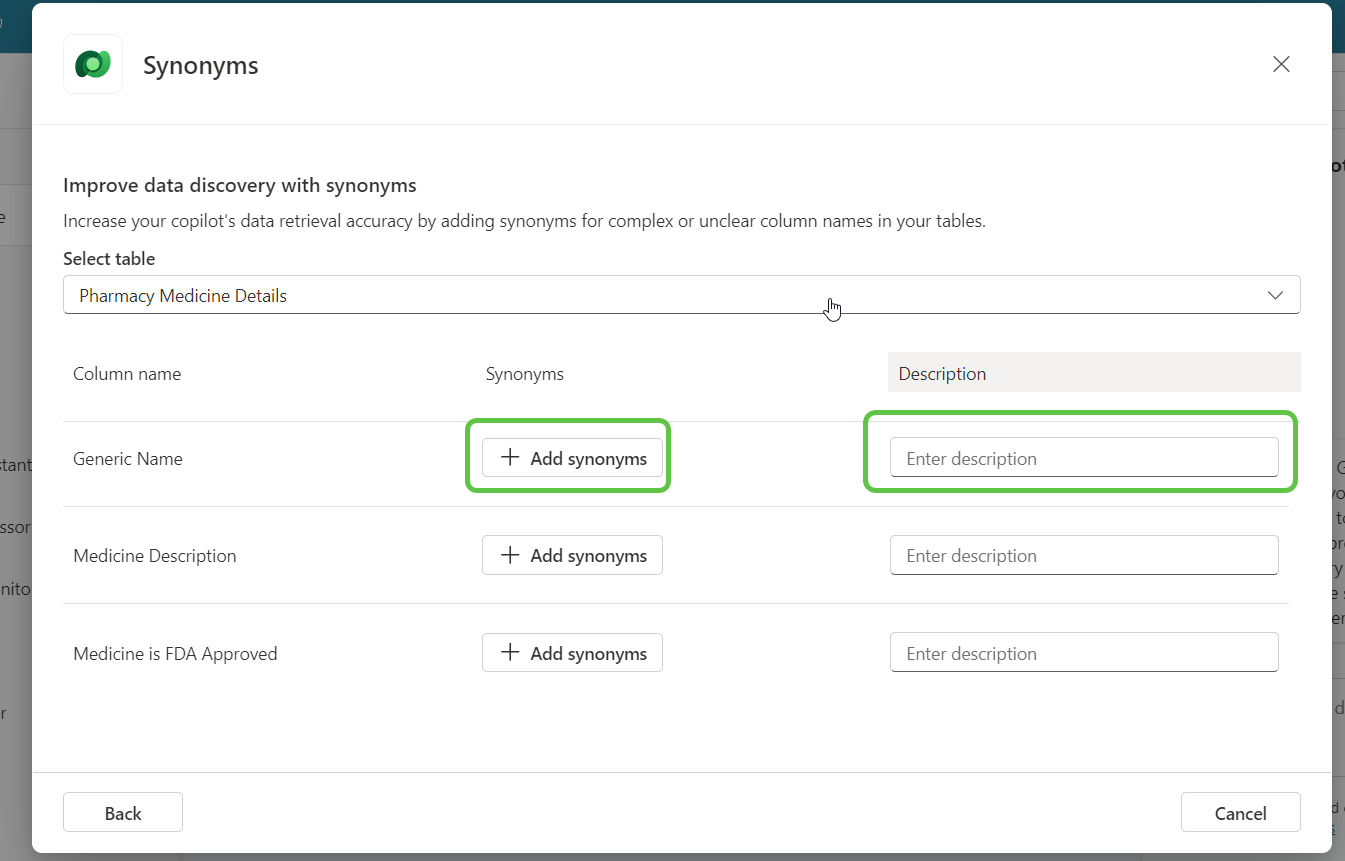 Synonyms
Improve data discovery with synonyms
Increase your copilot's data retrieval accuracy by adding synonyms for complex or unclear column names in your tables.
Select table
Pharmacy Medicine Details
Column name Synonyms Description
Generic Name + Add synonyms Enter description
Medicine Description + Add synonyms Enter description
Medicine is FDA Approved + Add synonyms Enter description
Back Cancel